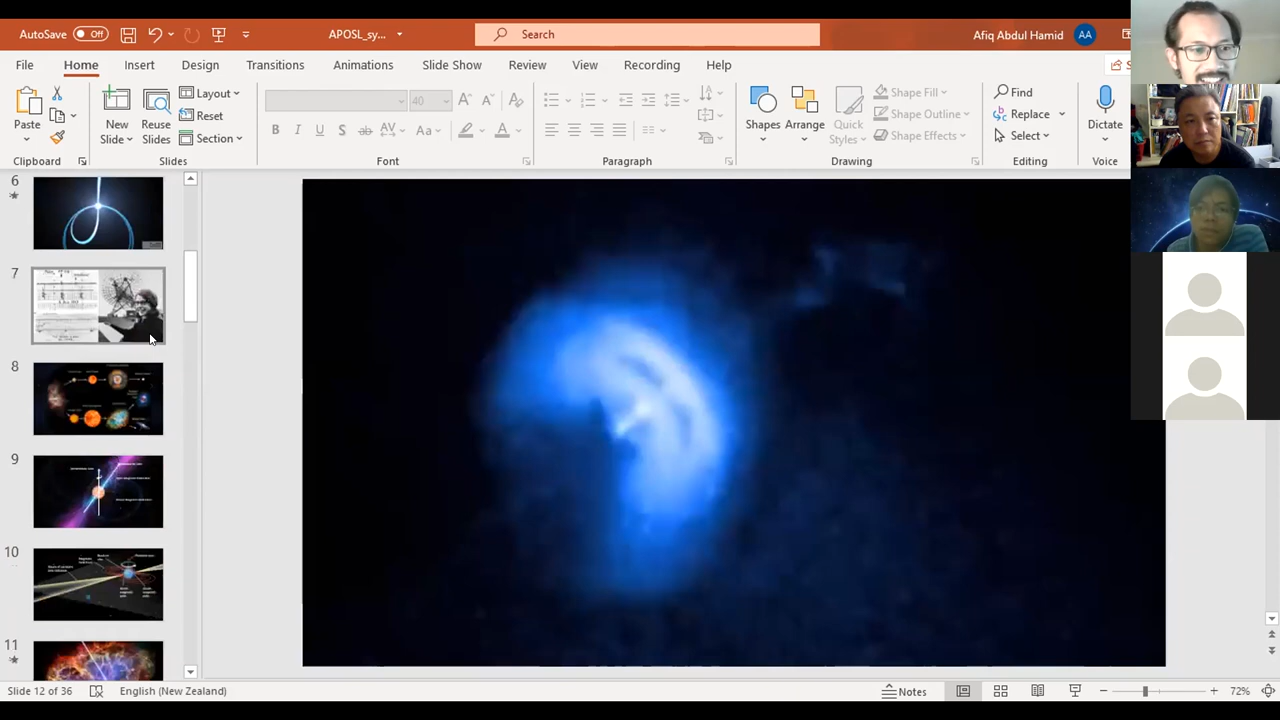 AutoSave Off APOSL_sy... Search Afiq Abdul Hamid AA
File Home Insert Design Transitions Animations Slide Show Review View Recording Help
Paste New Slide Reuse Slides Layout Reset Section 40 Shapes Arrange Quick Styles Shape Fill Shape Outline Shape Effects Find Replace Select Dictate
Clipboard Slides Font Paragraph Drawing Editing Voice
6
7
8
9
10
11
Slide 12 of 36 English (New Zealand) Notes 72%